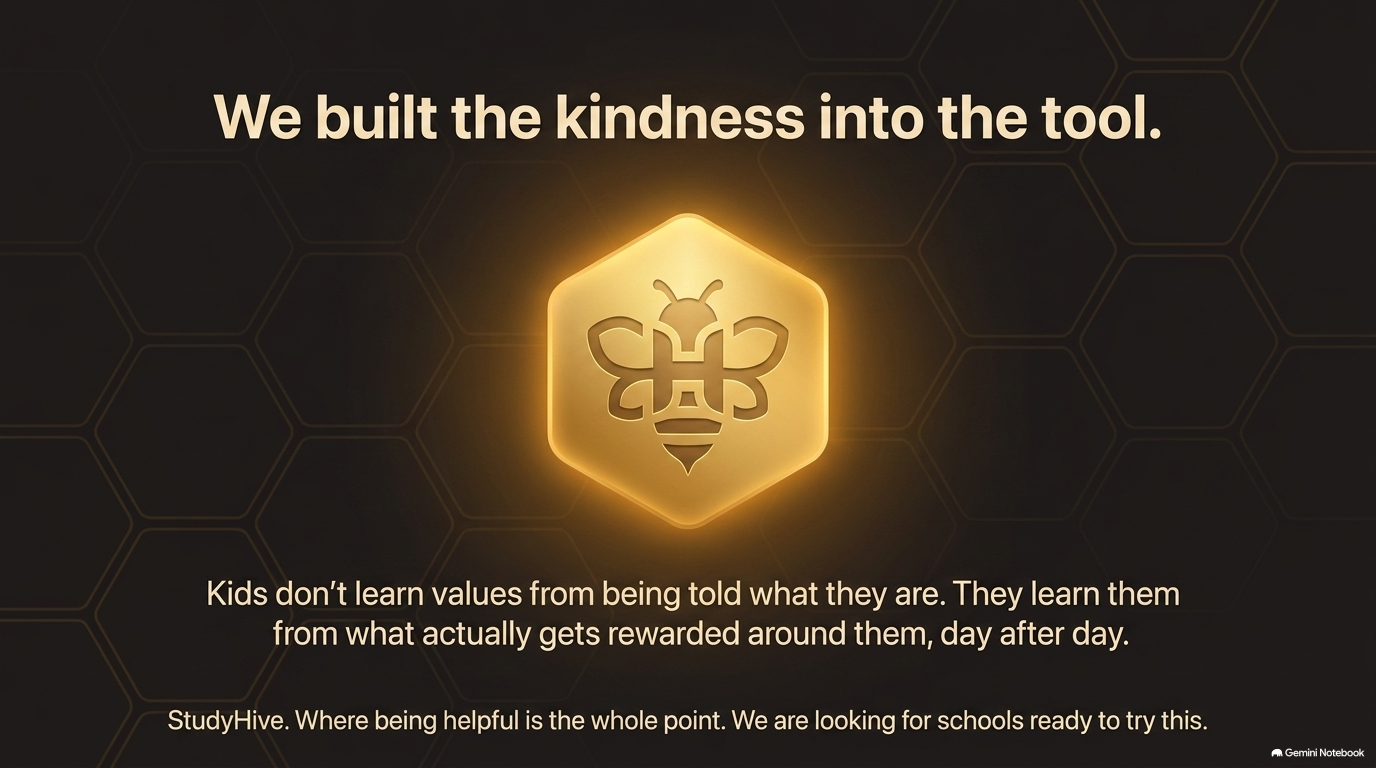 We built the kindness into the tool.
Kids don’t learn values from being told what they are. They learn them
from what actually gets rewarded around them, day after day.
StudyHive. Where being helpful is the whole point. We are looking for schools ready to try this.
Gemini Notebook